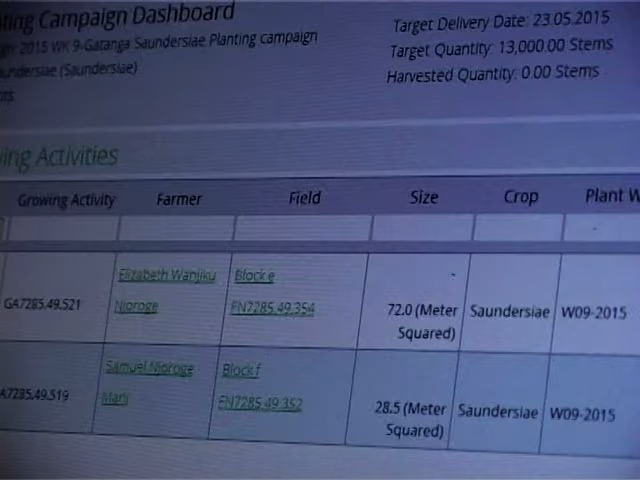 ting Campaign Dashboard
2015 WK 9-Gatanga Saundersiae Planting campaign
aundersiae (Saundersiae)
nts
Target Delivery Date: 23.05.2015
Target Quantity: 13,000.00 Stems
Harvested Quantity: 0.00 Stems
ing Activities
Growing Activity Farmer Field Size Crop Plant W
Elizabeth Wanjiku Block e
GA7285.49.521 Njoroge FN7285.49.354 72.0 (Meter Saundersiae W09-2015
Squared)
Samuel Njoroge Block f
A7285.49.519 FN7285.49.352 28.5 (Meter Saundersiae W09-2015
Squared)